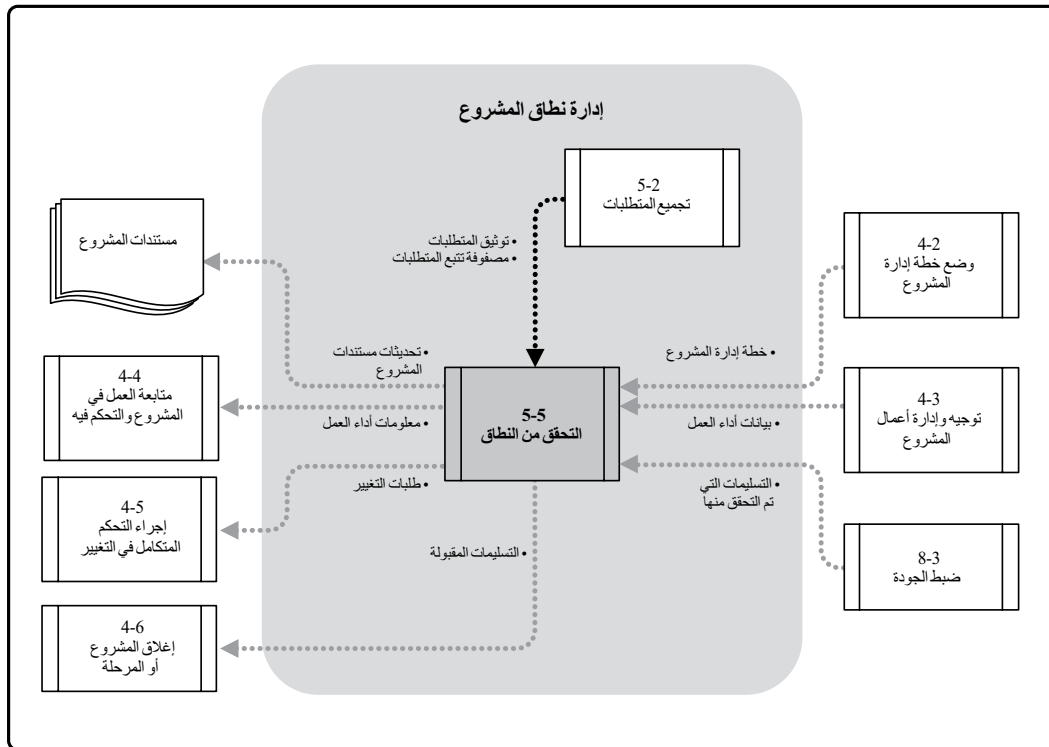 إدارة نطاق المشروع
5-2
تجميع المتطلبات
• توثيق المتطلبات
• مصفوفة تتبع المتطلبات
4-2
وضع خطة إدارة
المشروع
• خطة إدارة المشروع
4-3
توجيه وإدارة أعمال
المشروع
• بيانات أداء العمل
8-3
ضبط الجودة
• التسليمات التي
تم التحقق منها
5-5
التحقق من النطاق
مستندات المشروع
• تحديثات مستندات
المشروع
4-4
متابعة العمل في
المشروع والتحكم فيه
• معلومات أداء العمل
4-5
إجراء التحكم
المتكامل في التغيير
• طلبات التغيير
4-6
إغلاق المشروع
أو المرحلة
• التسليمات المقبولة